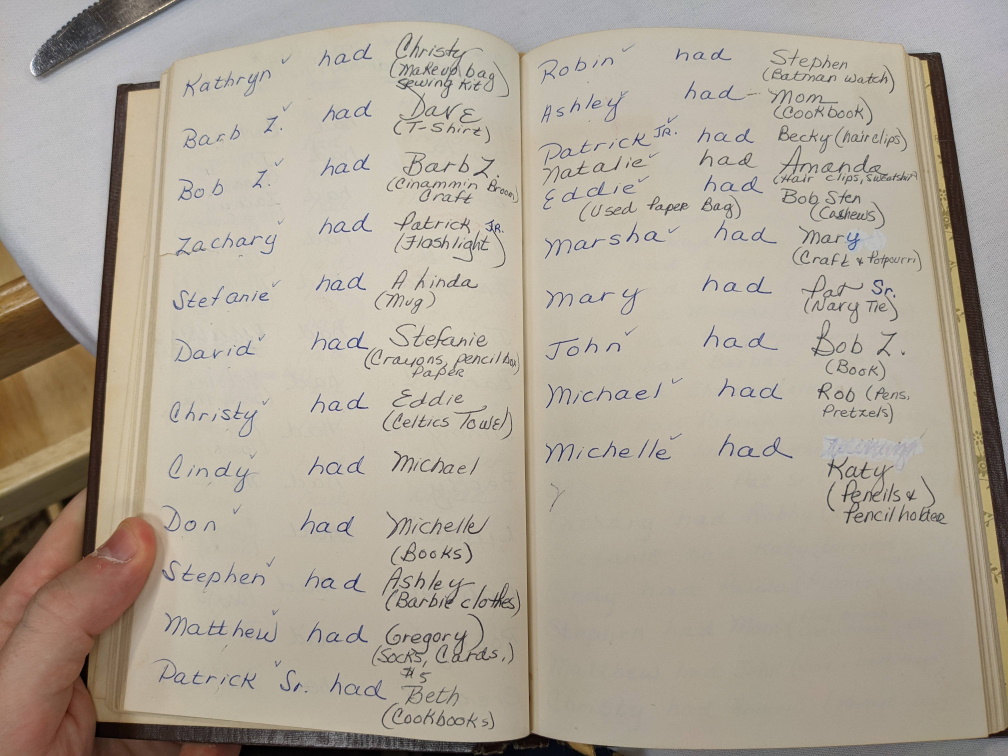 Kathryn had Christy
(Makeup bag
sewing kit)
Barb Z. had Dave
(T-Shirt)
Bob Z. had Barb Z.
(Cinammin Broom
Craft
Zachary had Patrick JR.
(Flashlight)
Stefanie had
(Mug)
David had Stefanie
(Crayons, pencil box
Paper
Christy had Eddie
(Celtics Towel)
Cindy had Michael
Don had Michelle
(Books)
Stephen had Ashley
(Barbie clothes)
Matthew had Gregory
(Socks, Cards,)
#5
Patrick Sr. had Beth
(Cookbooks)
Robin had Stephen
(Batman watch)
Ashley had - Mom
(Cookbook)
Patrick JR. had Becky (hairclips)
Natalie had Amanda
(Hair clips, Sweatshirt
Eddie had Bob Sten
(Used Paper Bag) (Cashews)
Marsha had Mary
(Craft & Potpourri)
Mary had Pat Sr.
(Navy Tie)
John had Bob Z.
(Book)
Michael had Rob (Pens,
Pretzels)
Michelle had
Katy
(Pencils &
Pencil holder)